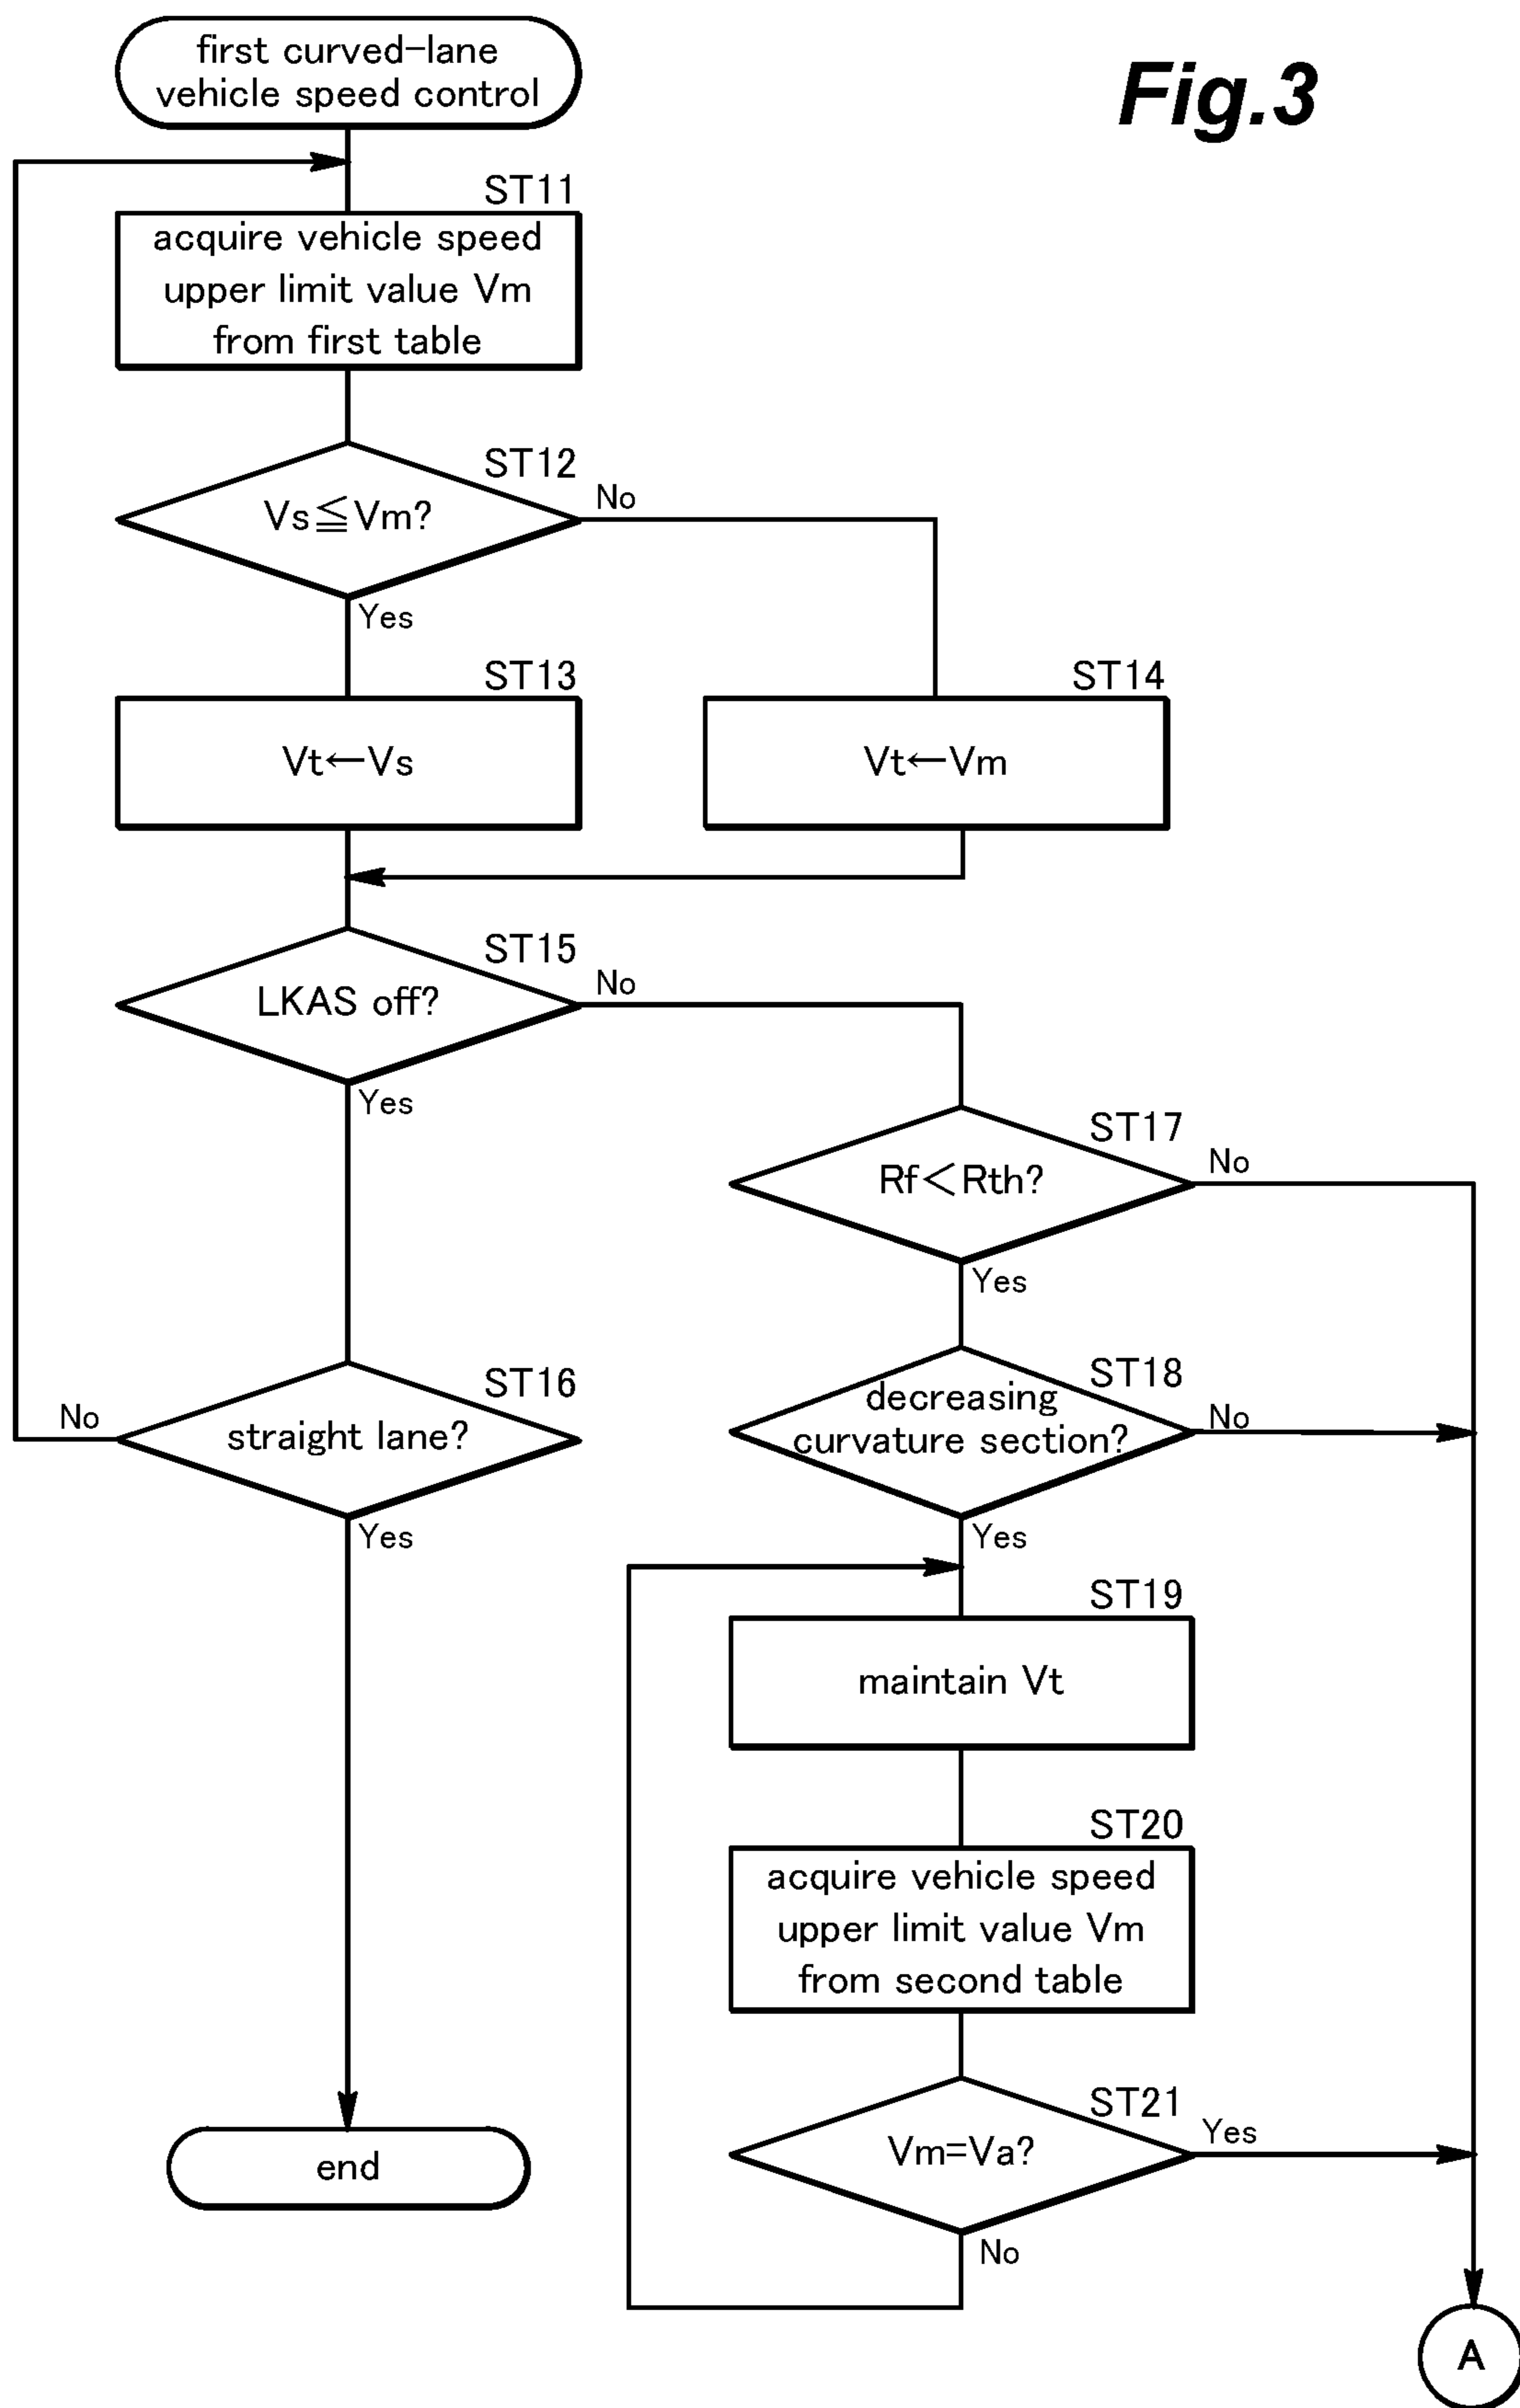 first curved-lane
vehicle speed control
Fig.3
ST11
acquire vehicle speed
upper limit value Vm
from first table
ST12
Vs≦Vm?
No
Yes
ST13
Vt←Vs
ST14
Vt←Vm
ST15
LKAS off?
No
Yes
ST17
Rf<Rth?
No
Yes
ST16
straight lane?
No
Yes
ST18
decreasing
curvature section?
No
Yes
ST19
maintain Vt
ST20
acquire vehicle speed
upper limit value Vm
from second table
ST21
Vm=Va?
Yes
No
end
A